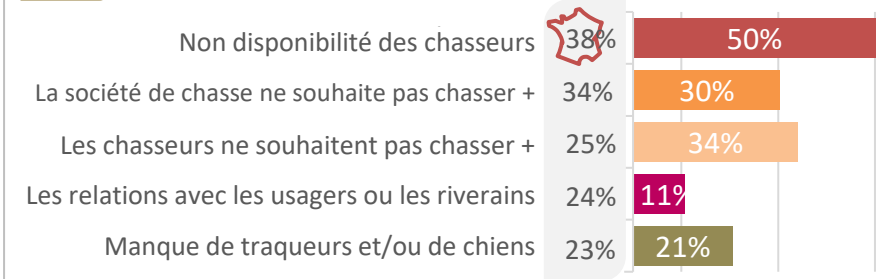 Non disponibilité des chasseurs 38% 50%
La société de chasse ne souhaite pas chasser + 34% 30%
Les chasseurs ne souhaitent pas chasser + 25% 34%
Les relations avec les usagers ou les riverains 24% 11%
Manque de traqueurs et/ou de chiens 23% 21%